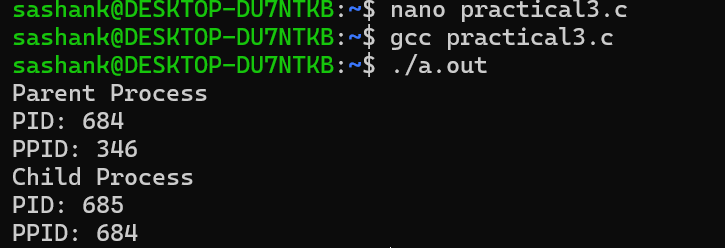 sashank@DESKTOP-DU7NTKB:~$ nano practical3.c
sashank@DESKTOP-DU7NTKB:~$ gcc practical3.c
sashank@DESKTOP-DU7NTKB:~$ ./a.out
Parent Process
PID: 684
PPID: 346
Child Process
PID: 685
PPID: 684